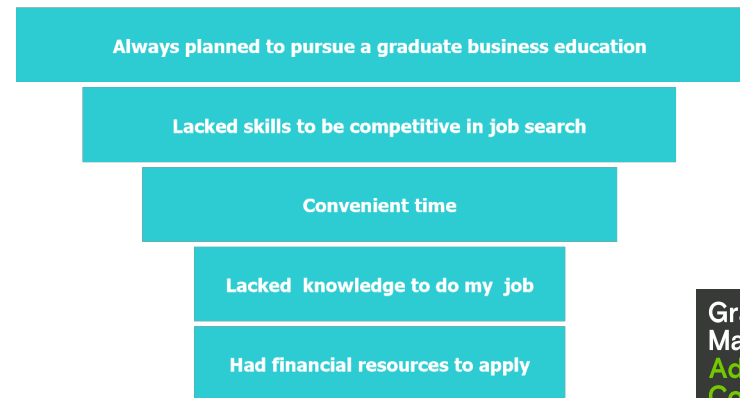 Always planned to pursue a graduate business education
Lacked skills to be competitive in job search
Convenient time
Lacked knowledge to do my job
Had financial resources to apply